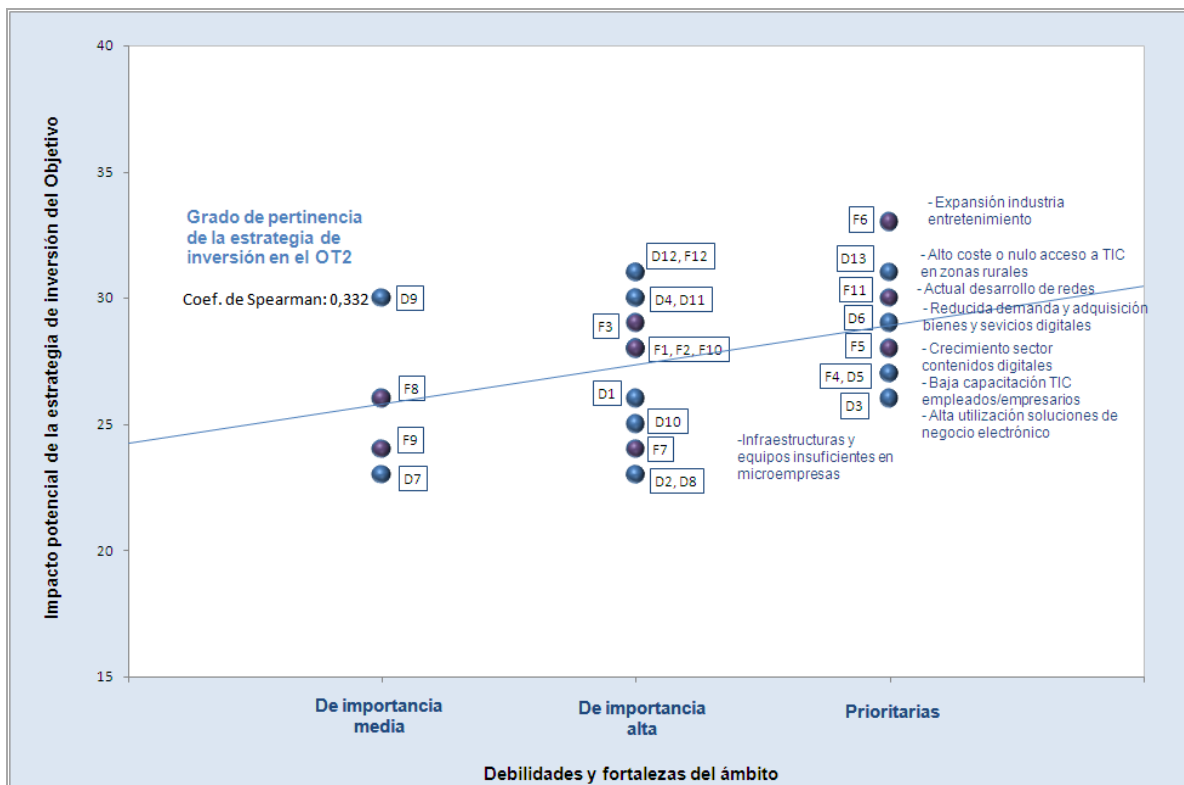 Impacto potencial de la estrategia de inversión del Objetivo
40
35
30
25
20
15
Grado de pertinencia
de la estrategia de
inversión en el OT2
Coef. de Spearman: 0,332
D9
F8
F9
D7
D12, F12
D4, D11
F3
F1, F2, F10
D1
D10
F7
D2, D8
-Infraestructuras y
equipos insuficientes en
microempresas
F6
D13
F11
D6
F5
F4, D5
D3
- Expansión industria
entretenimiento
- Alto coste o nulo acceso a TIC
en zonas rurales
- Actual desarrollo de redes
- Reducida demanda y adquisición
bienes y sevicios digitales
- Crecimiento sector
contenidos digitales
- Baja capacitación TIC
empleados/empresarios
- Alta utilización soluciones de
negocio electrónico
De importancia
media
De importancia
alta
Prioritarias
Debilidades y fortalezas del ámbito